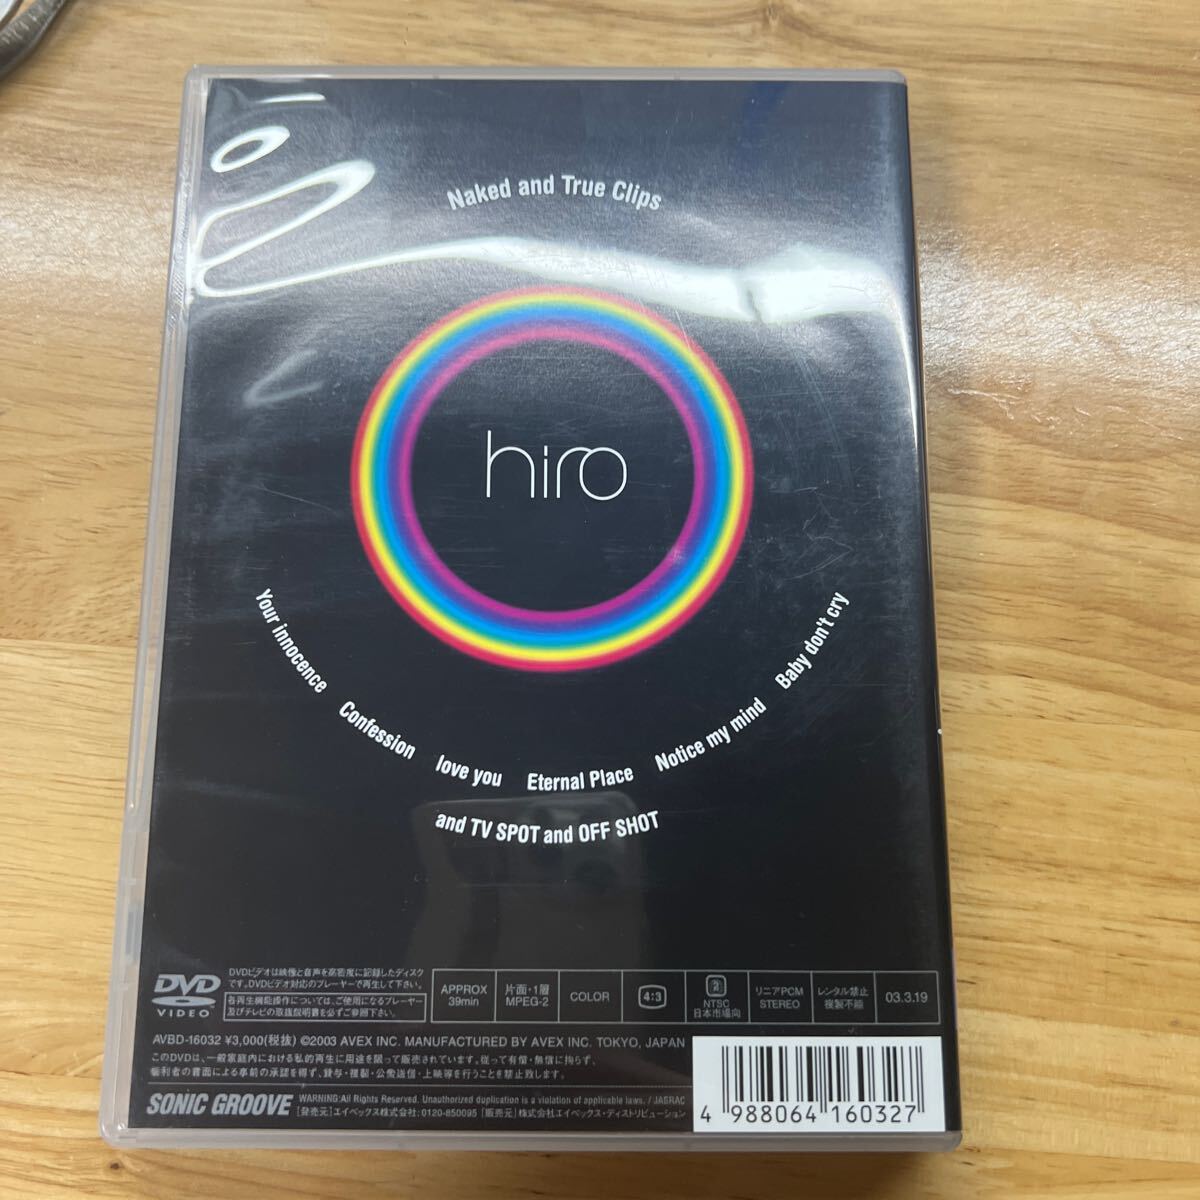 Naked and True Clips
hiro
Your innocence
Confession
love you
Eternal Place
Notice my mind
Baby don't cry
and TV SPOT and OFF SHOT
DVD VIDEO
DVDビデオは映像と音声を高密度に記録したディスク
です。DVDビデオ対応のプレーヤーで再生して下さい。
各再生機能操作については、ご使用になるプレーヤー
及びテレビの取扱説明書を必ずご参照下さい。
APPROX 39min
片面・1層 MPEG-2
COLOR
4:3
2 NTSC 日本市場向
リニアPCM STEREO
レンタル禁止 複製不能
03.3.19
AVBD-16032 ¥3,000(税抜) ©2003 AVEX INC. MANUFACTURED BY AVEX INC. TOKYO, JAPAN
このDVDは、一般家庭内における私的再生に用途を限って販売されています。従って有償・無償に拘らず、
権利者の書面による事前の承認を得ず、貸与・複製・公衆送信・上映等を行うことを禁止致します。
SONIC GROOVE
WARNING:All Rights Reserved. Unauthorized duplication is a violation of applicable laws. / JASRAC
[発売元]エイベックス株式会社:0120-850095 [販売元]株式会社エイベックス・ディストリビューション
4 988064 160327